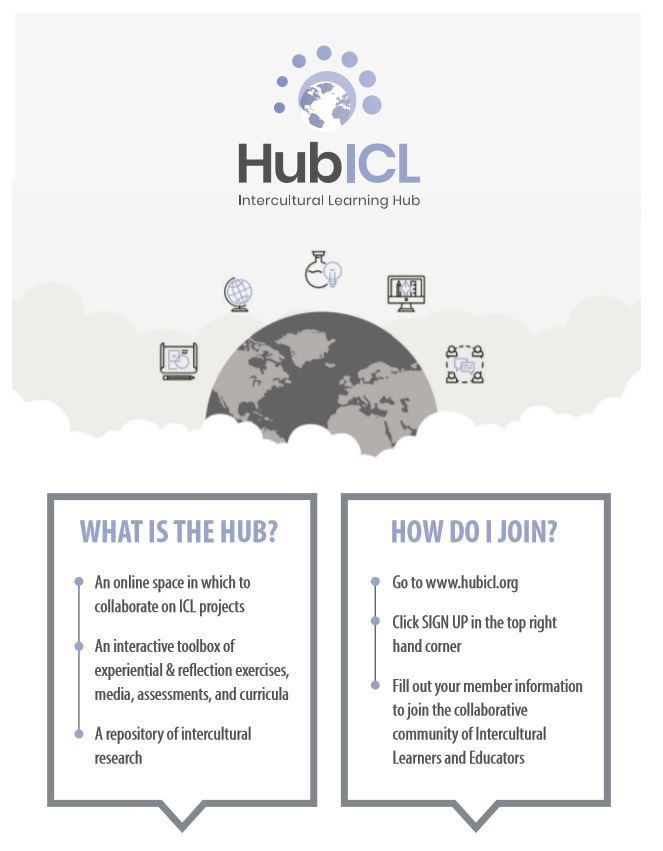 HubICL
Intercultural Learning Hub
WHAT IS THE HUB?
An online space in which to
collaborate on ICL projects
An interactive toolbox of
experiential & reflection exercises,
media, assessments, and curricula
A repository of intercultural
research
HOW DO I JOIN?
Go to www.hubicl.org
Click SIGN UP in the top right
hand corner
Fill out your member information
to join the collaborative
community of Intercultural
Learners and Educators